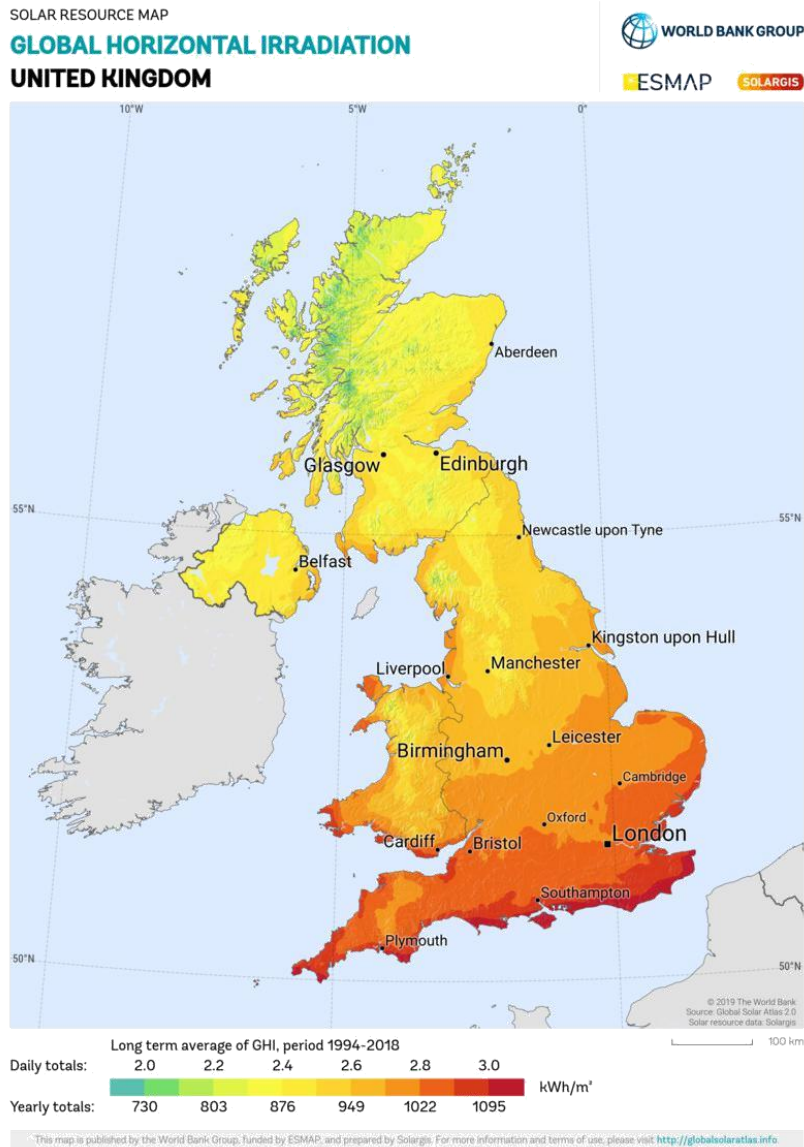 SOLAR RESOURCE MAP
GLOBAL HORIZONTAL IRRADIATION
UNITED KINGDOM
WORLD BANK GROUP
ESMAP
SOLARGIS
10°W
5°W
0°
Aberdeen
Glasgow
Edinburgh
55°N
55°N
Newcastle upon Tyne
Belfast
Kingston upon Hull
Liverpool
Manchester
Leicester
Birmingham
Cambridge
Oxford
London
Cardiff
Bristol
Southampton
Plymouth
50°N
50°N
© 2019 The World Bank
Source: Global Solar Atlas 2.0
Solar resource data: Solargis
100 km
Long term average of GHI, period 1994-2018
Daily totals: 2.0 2.2 2.4 2.6 2.8 3.0
kWh/m²
Yearly totals: 730 803 876 949 1022 1095
This map is published by the World Bank Group, funded by ESMAP, and prepared by Solargis. For more information and terms of use, please visit http://globalsolaratlas.info.